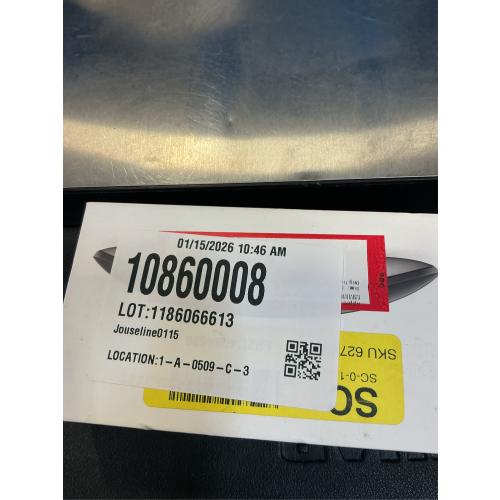 01/15/2026 10:46 AM
10860008
LOT:1186066613
Jouseline0115
LOCATION:1-A-0509-C-3
SKU 627
SC-0-1
SC